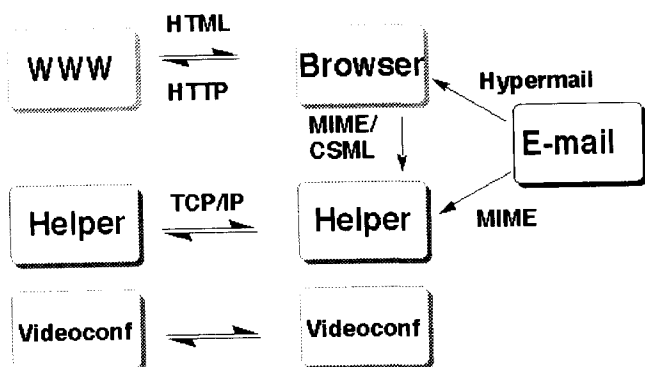 HTML
WWW
HTTP
Browser
Hypermail
MIME/
CSML
E-mail
Helper
TCP/IP
Helper
MIME
Videoconf
Videoconf